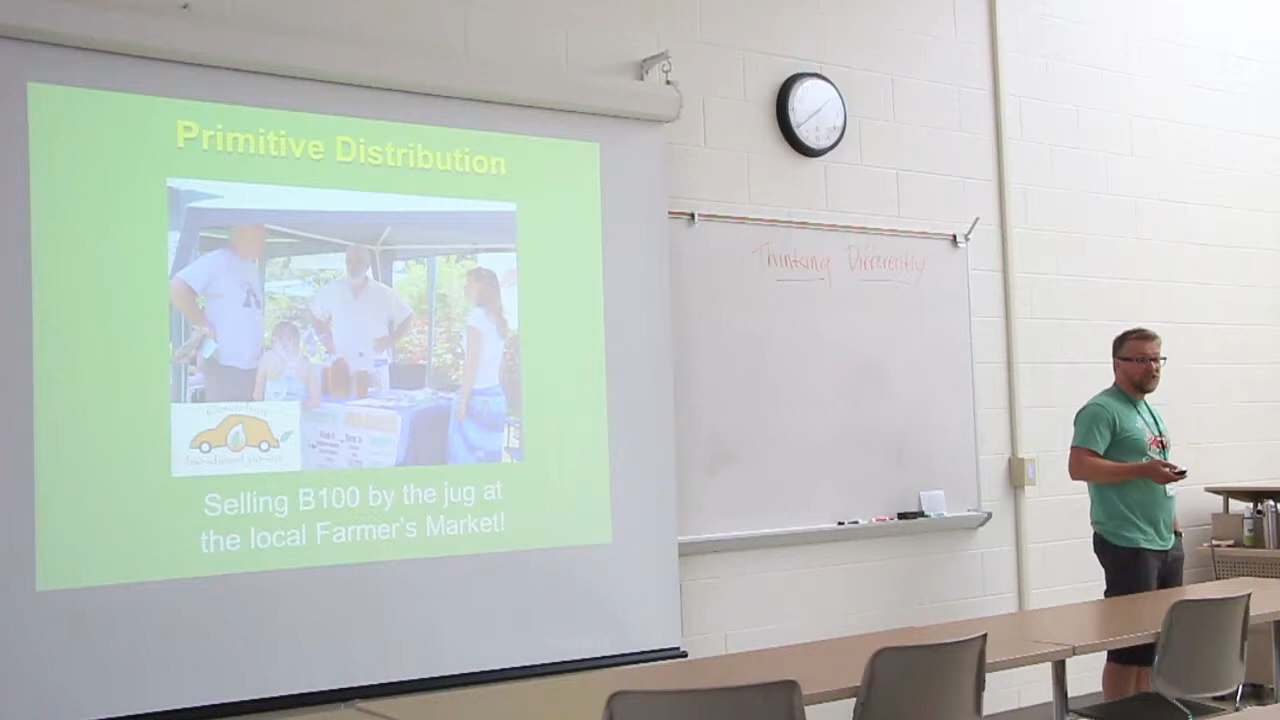 Primitive Distribution
Selling B100 by the jug at
the local Farmer's Market!
Thinking Differently